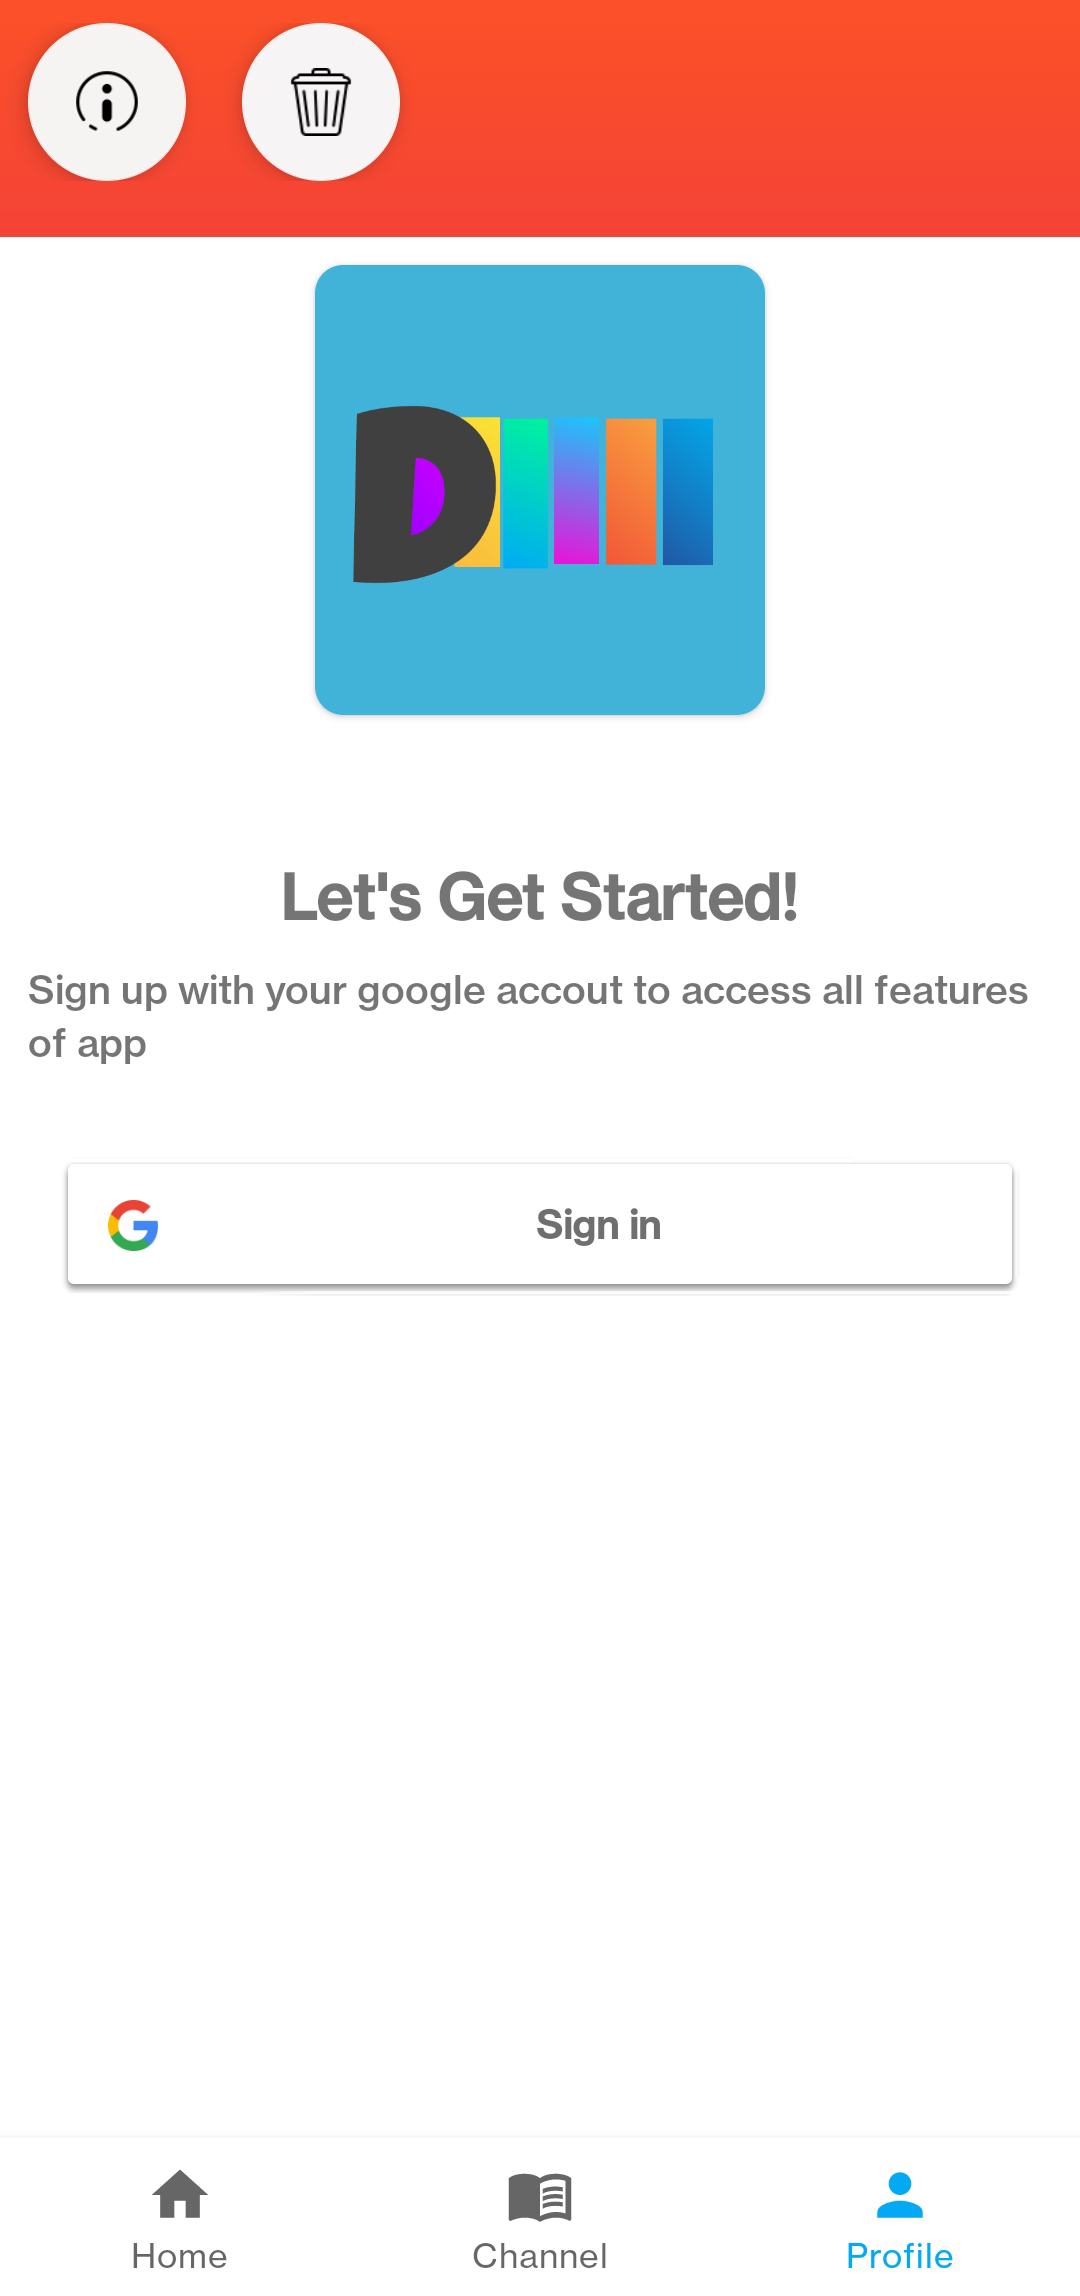 Let's Get Started!
Sign up with your google accout to access all features
of app
Sign in
Home
Channel
Profile